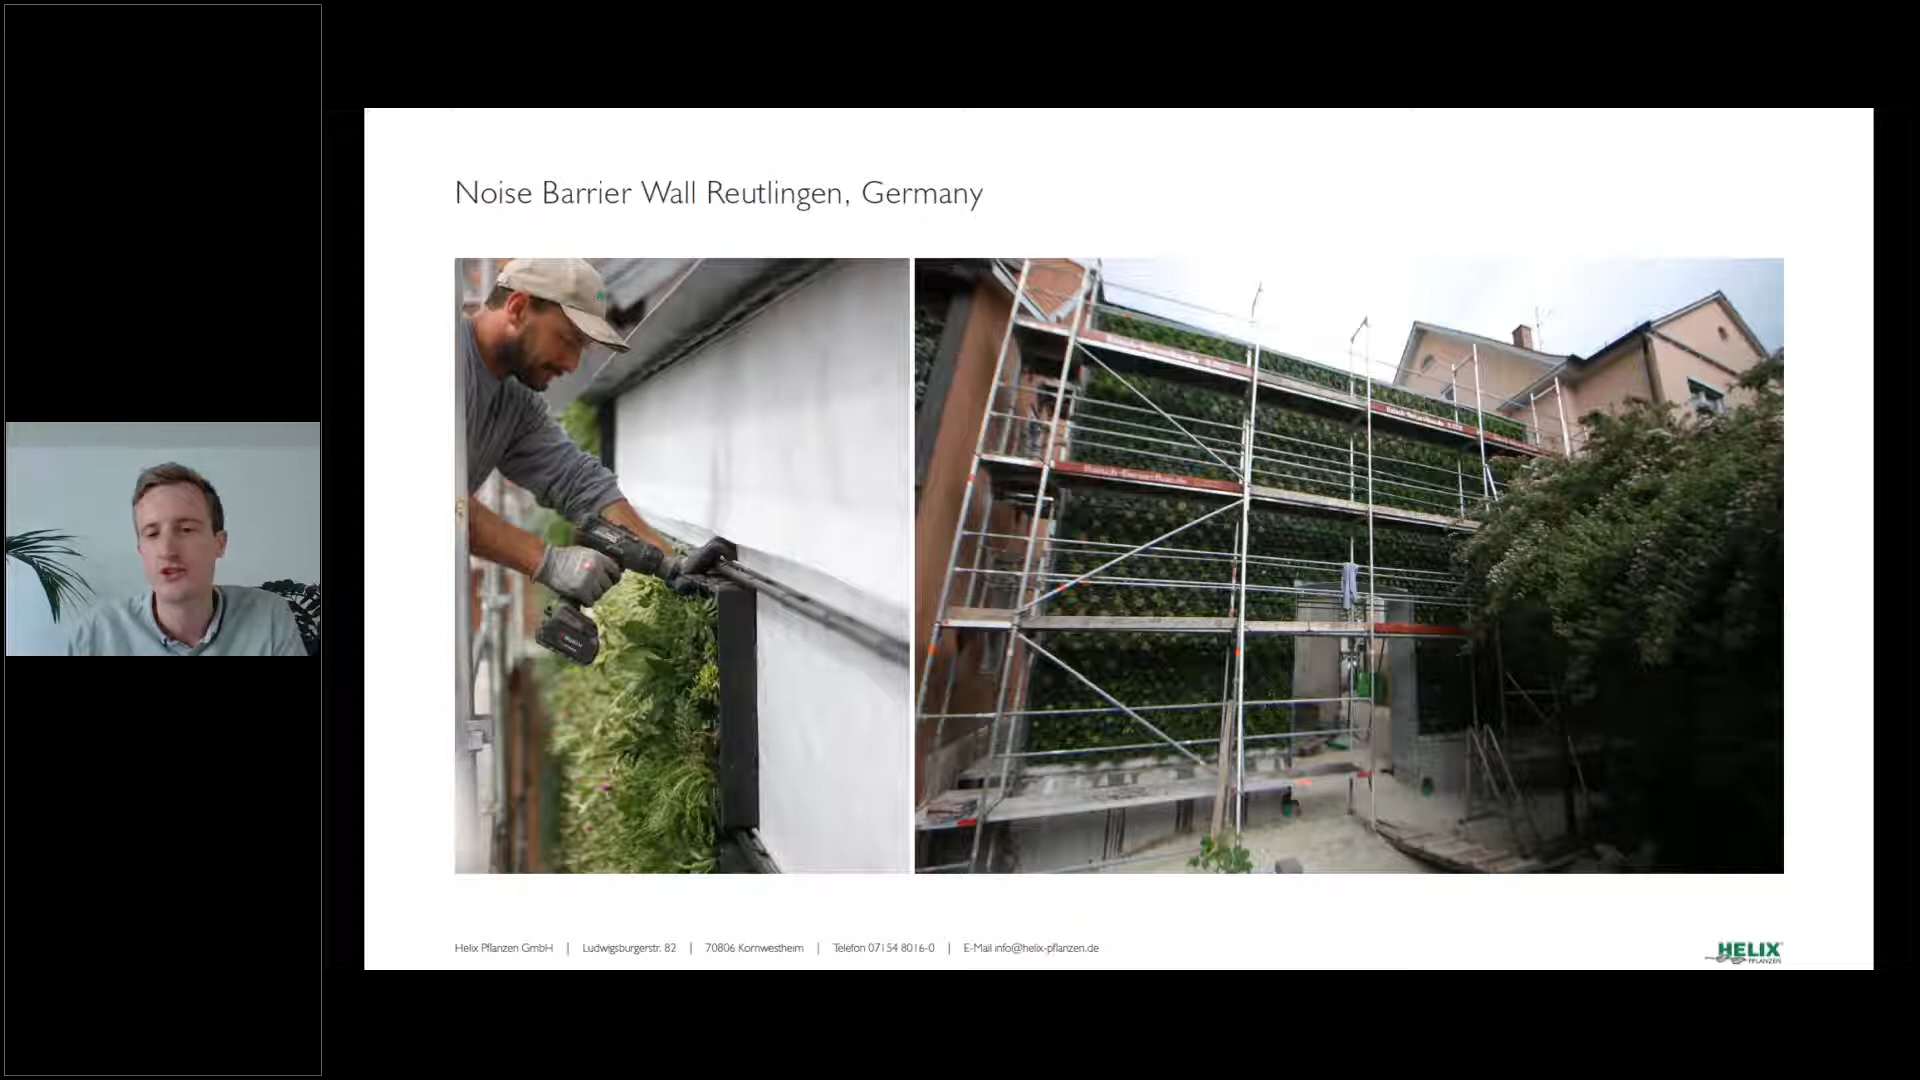 Noise Barrier Wall Reutlingen, Germany
Helix Pflanzen GmbH | Ludwigsburgerstr. 82 | 70806 Kornwestheim | Telefon 07154 8016-0 | E-Mail info@helix-pflanzen.de
HELIX
PFLANZEN